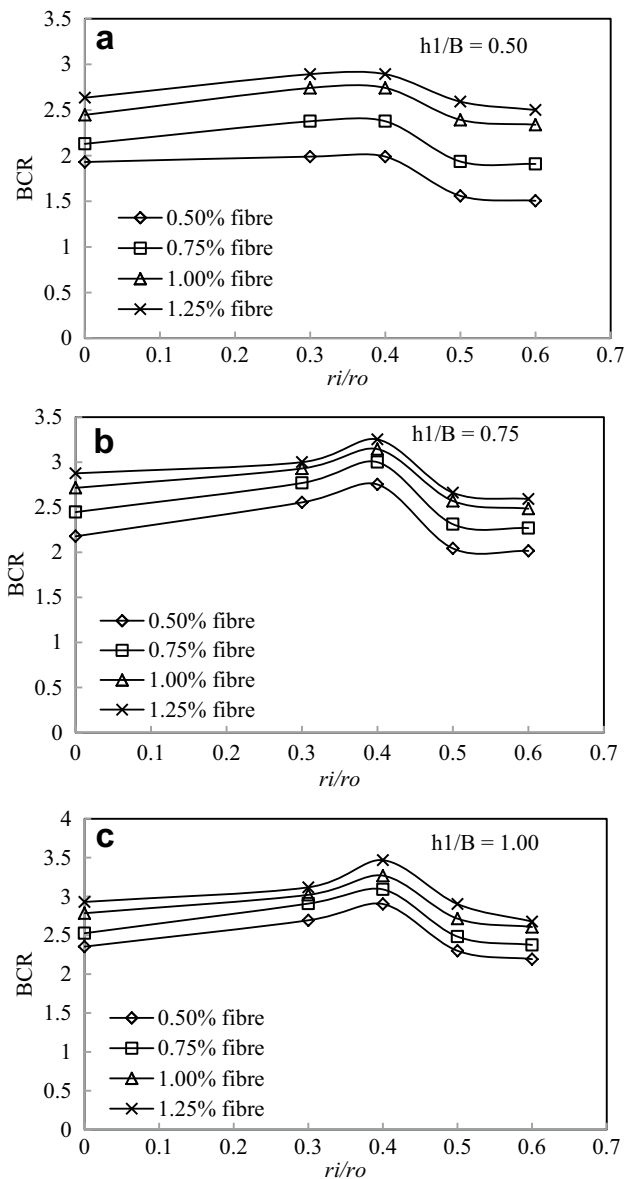 a
h1/B = 0.50
3.5
3
2.5
2
1.5
1
0.5
0
BCR
0.50% fibre
0.75% fibre
1.00% fibre
1.25% fibre
0 0.1 0.2 0.3 0.4 0.5 0.6 0.7
ri/ro
b
h1/B = 0.75
3.5
3
2.5
2
1.5
1
0.5
0
BCR
0.50% fibre
0.75% fibre
1.00% fibre
1.25% fibre
0 0.1 0.2 0.3 0.4 0.5 0.6 0.7
ri/ro
c
h1/B = 1.00
4
3.5
3
2.5
2
1.5
1
0.5
0
BCR
0.50% fibre
0.75% fibre
1.00% fibre
1.25% fibre
0 0.1 0.2 0.3 0.4 0.5 0.6 0.7
ri/ro